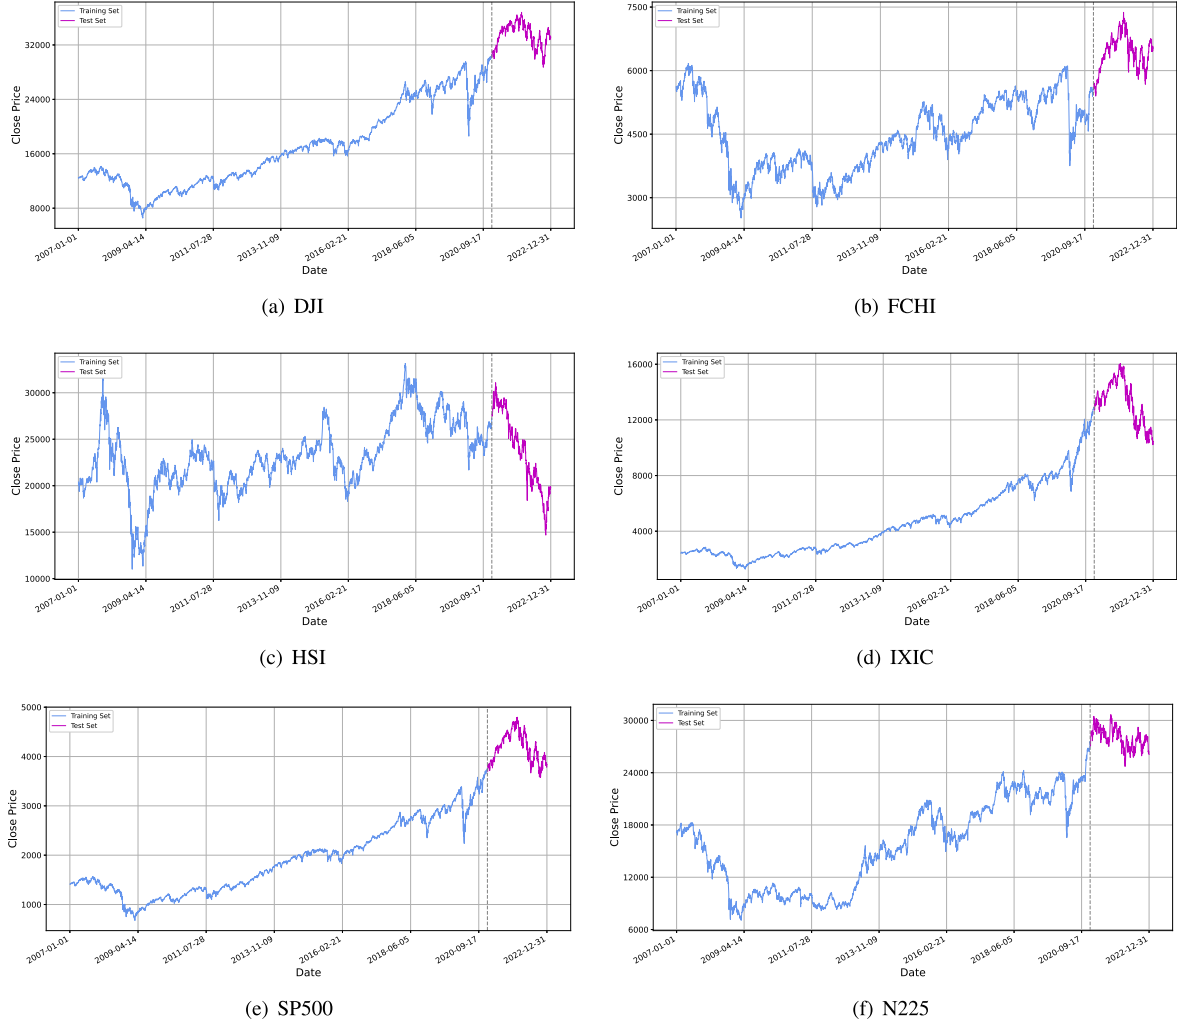 Training Set
Test Set
32000
24000
16000
8000
Close Price
2007-01-01
2009-04-14
2011-07-28
2013-11-09
2016-02-21
2018-06-05
2020-09-17
2022-12-31
Date
(a) DJI
Training Set
Test Set
7500
6000
4500
3000
Close Price
2007-01-01
2009-04-14
2011-07-28
2013-11-09
2016-02-21
2018-06-05
2020-09-17
2022-12-31
Date
(b) FCHI
Training Set
Test Set
30000
25000
20000
15000
10000
Close Price
2007-01-01
2009-04-14
2011-07-28
2013-11-09
2016-02-21
2018-06-05
2020-09-17
2022-12-31
Date
(c) HSI
Training Set
Test Set
16000
12000
8000
4000
Close Price
2007-01-01
2009-04-14
2011-07-28
2013-11-09
2016-02-21
2018-06-05
2020-09-17
2022-12-31
Date
(d) IXIC
Training Set
Test Set
5000
4000
3000
2000
1000
Close Price
2007-01-01
2009-04-14
2011-07-28
2013-11-09
2016-02-21
2018-06-05
2020-09-17
2022-12-31
Date
(e) SP500
Training Set
Test Set
30000
24000
18000
12000
6000
Close Price
2007-01-01
2009-04-14
2011-07-28
2013-11-09
2016-02-21
2018-06-05
2020-09-17
2022-12-31
Date
(f) N225